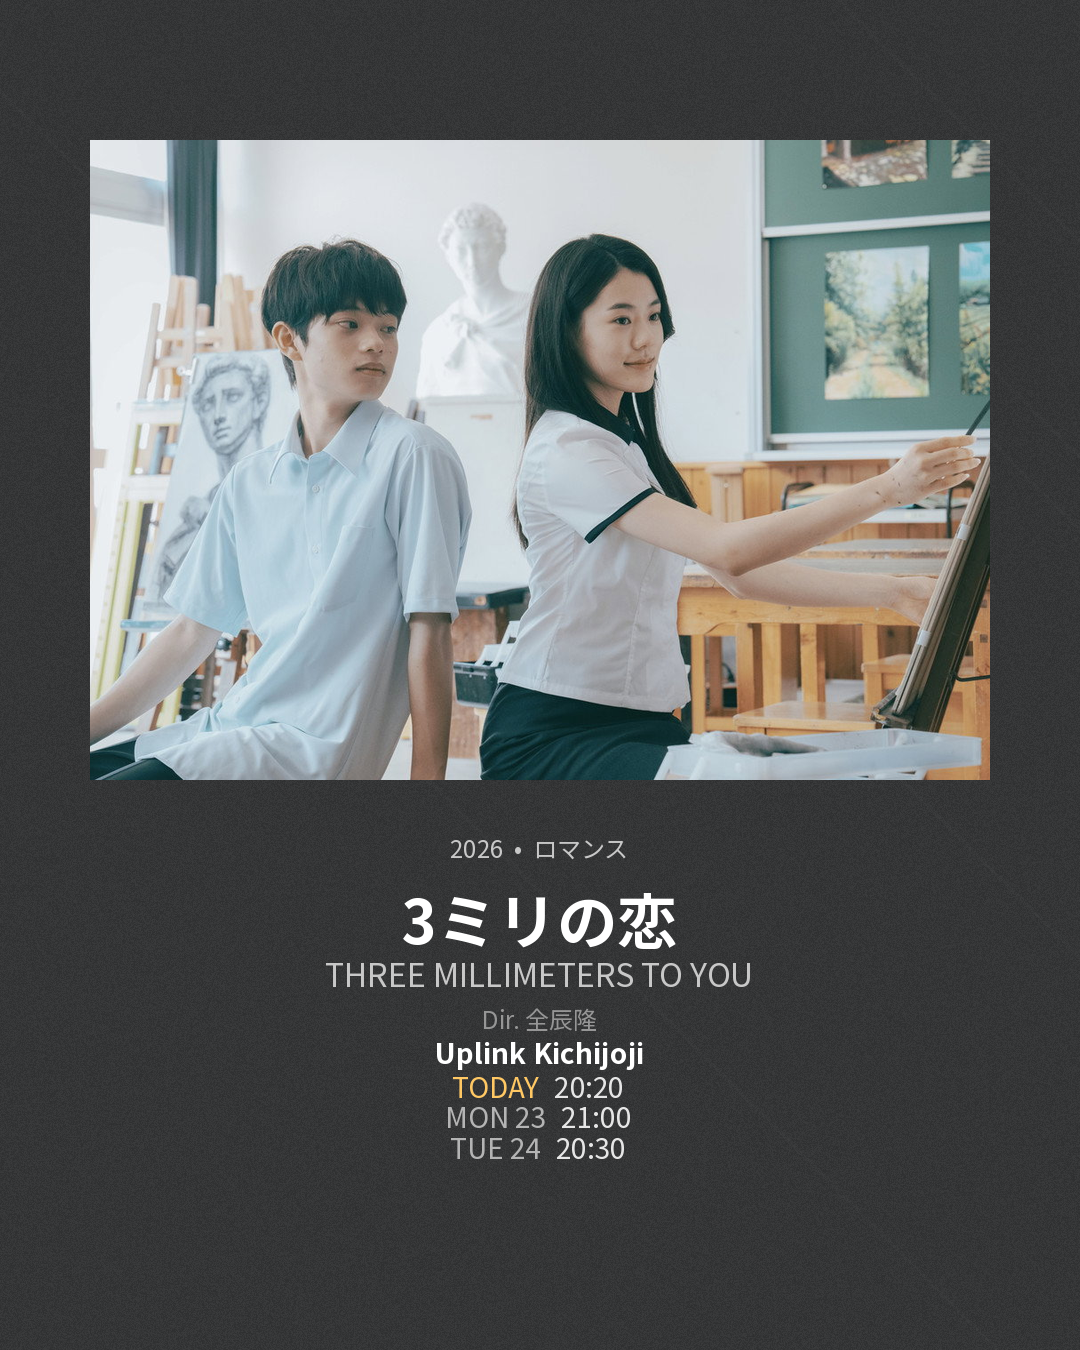 2026 • ロマンス
3ミリの恋
THREE MILLIMETERS TO YOU
Dir. 全辰隆
Uplink Kichijoji
TODAY 20:20
MON 23 21:00
TUE 24 20:30